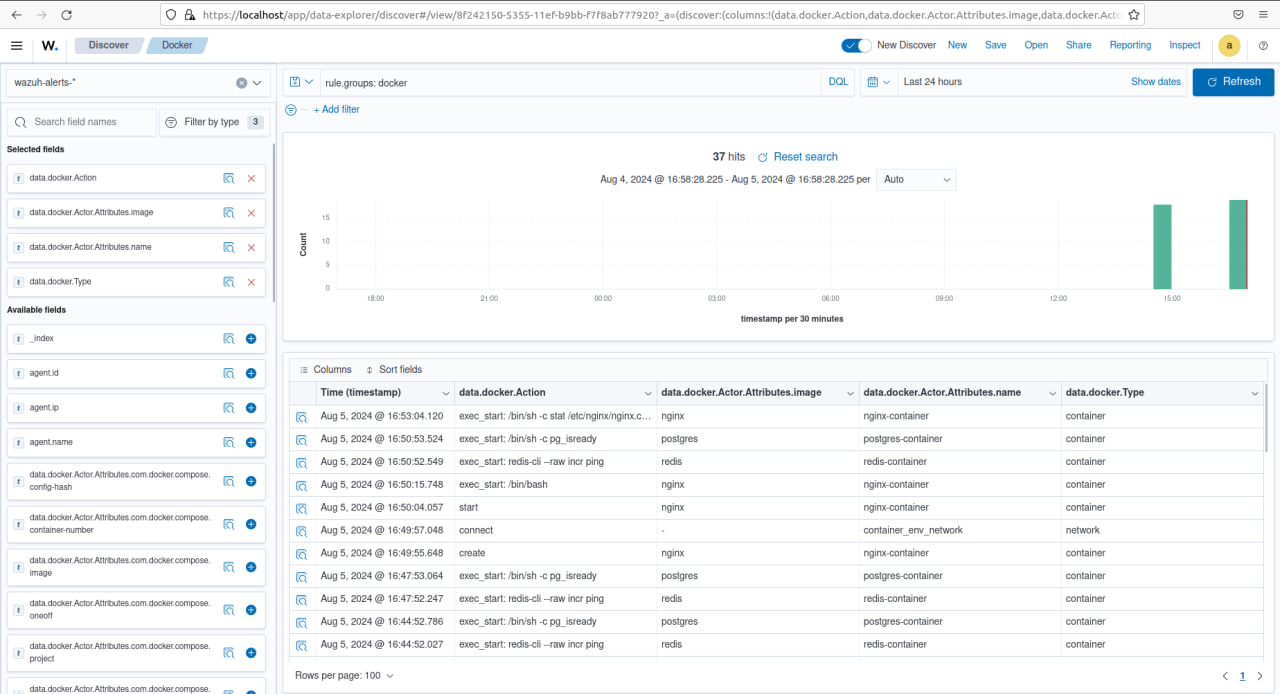 https://localhost/app/data-explorer/discover#/view/8f242150-5355-11ef-b9bb-f7f8ab777920?_a=(discover:(columns:!(data.docker.Action,data.docker.Actor.Attributes.image,data.docker.Acto
W. Discover Docker New Discover New Save Open Share Reporting Inspect a
wazuh-alerts-* rule.groups: docker DQL Last 24 hours Show dates Refresh
+ Add filter
Search field names Filter by type 3
Selected fields
t data.docker.Action
t data.docker.Actor.Attributes.image
t data.docker.Actor.Attributes.name
t data.docker.Type
Available fields
t _index
t agent.id
t agent.ip
t agent.name
t data.docker.Actor.Attributes.com.docker.compose.
config-hash
t data.docker.Actor.Attributes.com.docker.compose.
container-number
t data.docker.Actor.Attributes.com.docker.compose.
image
t data.docker.Actor.Attributes.com.docker.compose.
oneoff
t data.docker.Actor.Attributes.com.docker.compose.
project
data.docker.Actor.Attributes.com.docker.compose.
37 hits Reset search
Aug 4, 2024 @ 16:58:28.225 - Aug 5, 2024 @ 16:58:28.225 per Auto
Count
15
10
5
0
18:00 21:00 00:00 03:00 06:00 09:00 12:00 15:00
timestamp per 30 minutes
Columns Sort fields
Time (timestamp) data.docker.Action data.docker.Actor.Attributes.image data.docker.Actor.Attributes.name data.docker.Type
Aug 5, 2024 @ 16:53:04.120 exec_start: /bin/sh -c stat /etc/nginx/nginx.c... nginx nginx-container container
Aug 5, 2024 @ 16:50:53.524 exec_start: /bin/sh -c pg_isready postgres postgres-container container
Aug 5, 2024 @ 16:50:52.549 exec_start: redis-cli --raw incr ping redis redis-container container
Aug 5, 2024 @ 16:50:15.748 exec_start: /bin/bash nginx nginx-container container
Aug 5, 2024 @ 16:50:04.057 start nginx nginx-container container
Aug 5, 2024 @ 16:49:57.048 connect - container_env_network network
Aug 5, 2024 @ 16:49:55.648 create nginx nginx-container container
Aug 5, 2024 @ 16:47:53.064 exec_start: /bin/sh -c pg_isready postgres postgres-container container
Aug 5, 2024 @ 16:47:52.247 exec_start: redis-cli --raw incr ping redis redis-container container
Aug 5, 2024 @ 16:44:52.786 exec_start: /bin/sh -c pg_isready postgres postgres-container container
Aug 5, 2024 @ 16:44:52.027 exec_start: redis-cli --raw incr ping redis redis-container container
Rows per page: 100 1